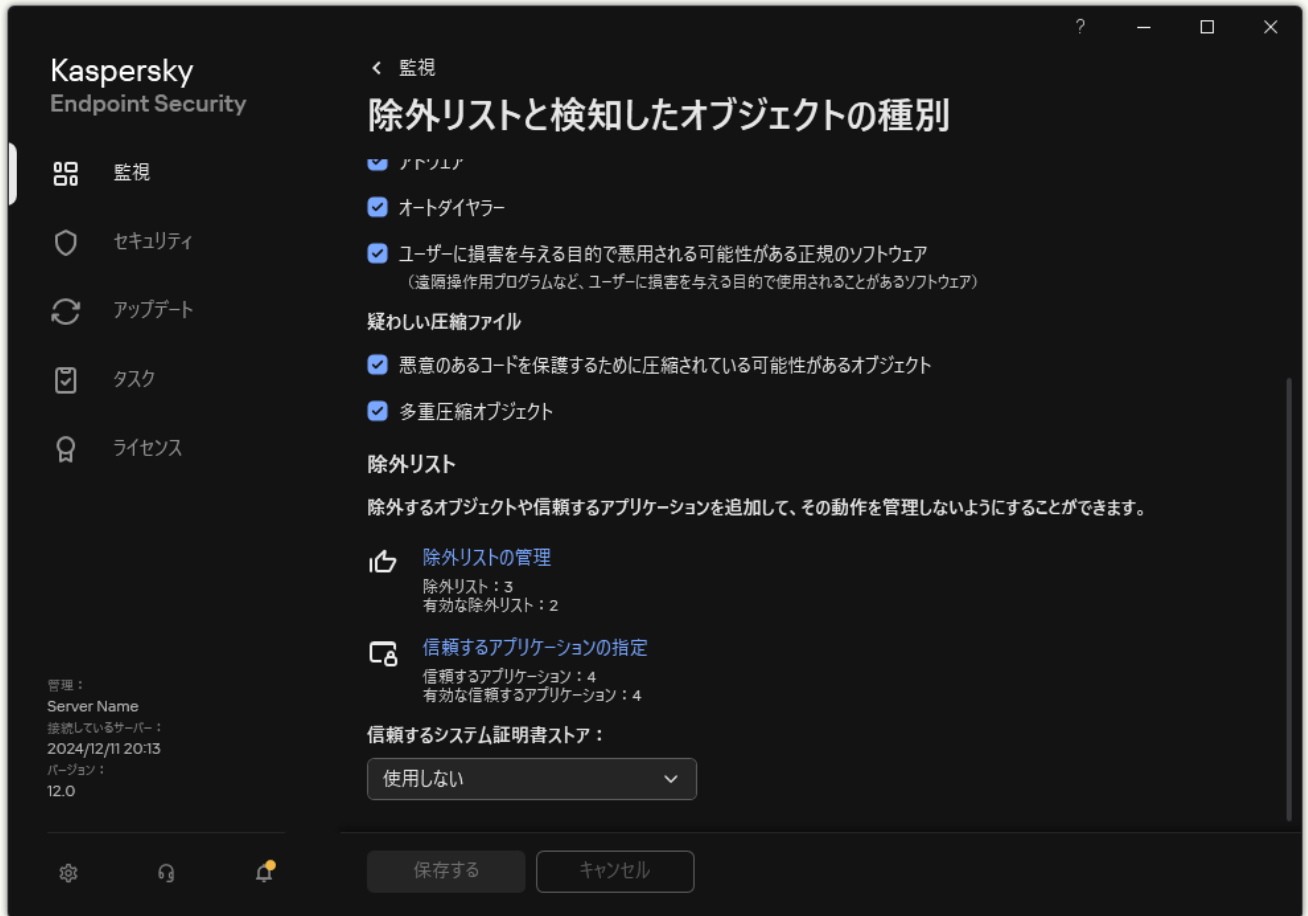 ?
Kaspersky
Endpoint Security
監視
セキュリティ
アップデート
タスク
ライセンス
管理：
Server Name
接続しているサーバー：
2024/12/11 20:13
バージョン：
12.0
監視
除外リストと検知したオブジェクトの種別
アドウェア
オートダイヤラー
ユーザーに損害を与える目的で悪用される可能性がある正規のソフトウェア
（遠隔操作用プログラムなど、ユーザーに損害を与える目的で使用されることがあるソフトウェア）
疑わしい圧縮ファイル
悪意のあるコードを保護するために圧縮されている可能性があるオブジェクト
多重圧縮オブジェクト
除外リスト
除外するオブジェクトや信頼するアプリケーションを追加して、その動作を管理しないようにすることができます。
除外リストの管理
除外リスト：3
有効な除外リスト：2
信頼するアプリケーションの指定
信頼するアプリケーション：4
有効な信頼するアプリケーション：4
信頼するシステム証明書ストア：
使用しない
保存する
キャンセル